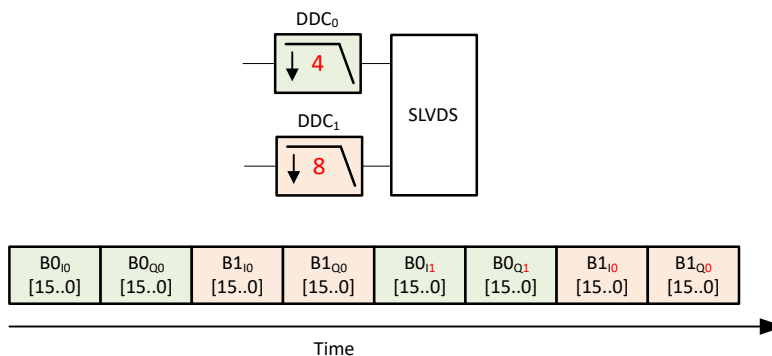 DDC₀
4
SLVDS
DDC₁
8
B0I0 B0Q0 B1I0 B1Q0 B0I1 B0Q1 B1I0 B1Q0
[15..0] [15..0] [15..0] [15..0] [15..0] [15..0] [15..0] [15..0]
Time